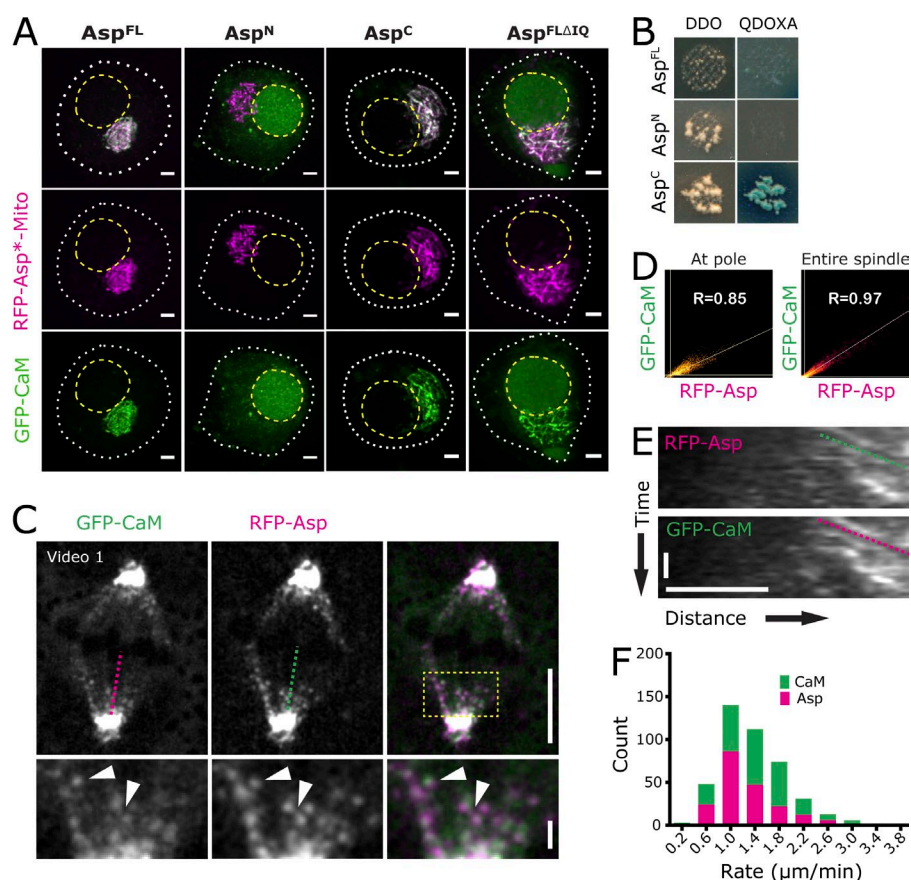 A
Asp^FL Asp^N Asp^C Asp^FLΔIQ
RFP-Asp*-Mito
GFP-CaM
B
DDO QDOXA
Asp^FL
Asp^N
Asp^C
C
GFP-CaM RFP-Asp
Video 1
D
At pole Entire spindle
R=0.85 R=0.97
GFP-CaM GFP-CaM
RFP-Asp RFP-Asp
E
RFP-Asp
GFP-CaM
Time
Distance
F
200
150
100
50
0
Count
CaM
Asp
0.2 0.6 1.0 1.4 1.8 2.2 2.6 3.0 3.4 3.8
Rate (μm/min)